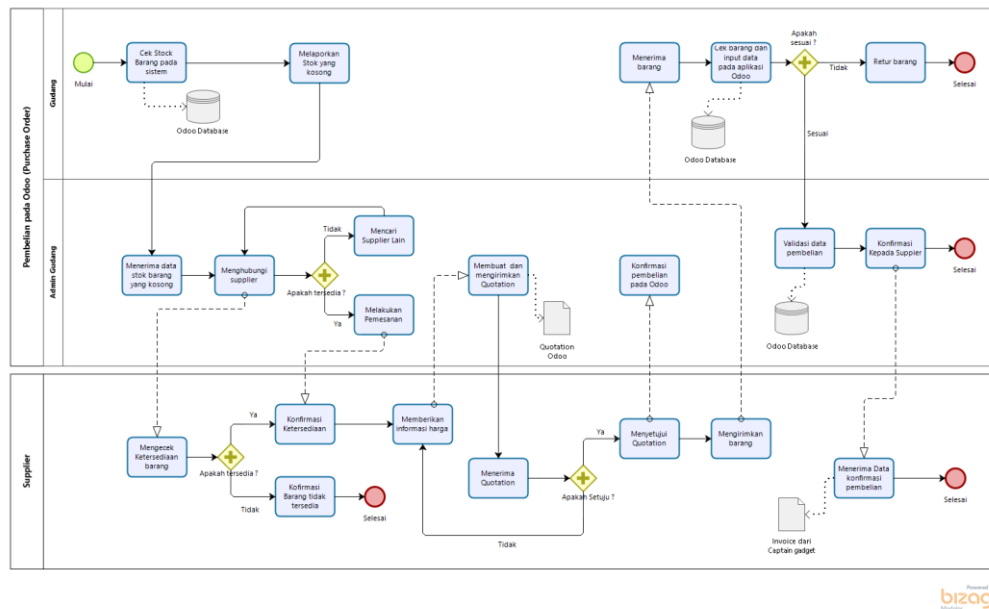 Pembelian pada Odoo (Purchase Order)
Gudang
Mulai
Cek Stock
Barang pada
sistem
Odoo Database
Melaporkan
Stok yang
kosong
Menerima
barang
Cek barang dan
input data
pada aplikasi
Odoo
Odoo Database
Apakah
sesuai ?
Tidak
Sesuai
Retur barang
Selesai
Admin Gudang
Menerima data
stok barang
yang kosong
Menghubungi
supplier
Apakah tersedia ?
Tidak
Mencari
Supplier Lain
Ya
Melakukan
Pemesanan
Membuat dan
mengirimkan
Quotation
Quotation
Odoo
Konfirmasi
pembelian
pada Odoo
Validasi data
pembelian
Odoo Database
Konfirmasi
Kepada Suppier
Selesai
Supplier
Mengecek
Ketersediaan
barang
Apakah tersedia ?
Ya
Konfirmasi
Ketersediaan
Tidak
Kofirmasi
Barang tidak
tersedia
Selesai
Memberikan
informasi harga
Menerima
Quotation
Apakah Setuju ?
Ya
Tidak
Menyetujui
Quotation
Mengirimkan
barang
Menerima Data
konfirmasi
pembelian
Invoice dari
Captain gadget
Selesai
Powered
bizag
Modeler